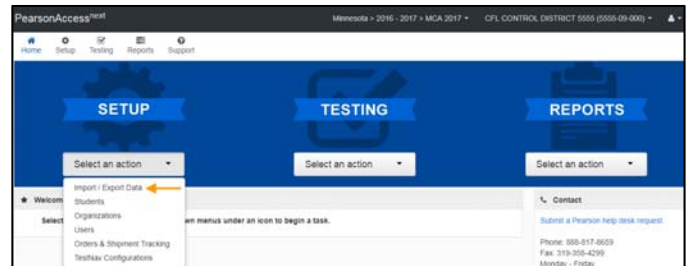 PearsonAccess next
Minnesota > 2016 - 2017 > MCA 2017
CFL CONTROL DISTRICT 5555 (5555-09-000)
Home Setup Testing Reports Support
SETUP
TESTING
REPORTS
Select an action
Select an action
Select an action
Import / Export Data
Students
Organizations
Users
Orders & Shipment Tracking
TestNav Configurations
Welcom
Select
wn menus under an icon to begin a task.
Contact
Submit a Pearson help desk request
Phone: 888-817-8659
Fax: 319-358-4299
Monday - Friday